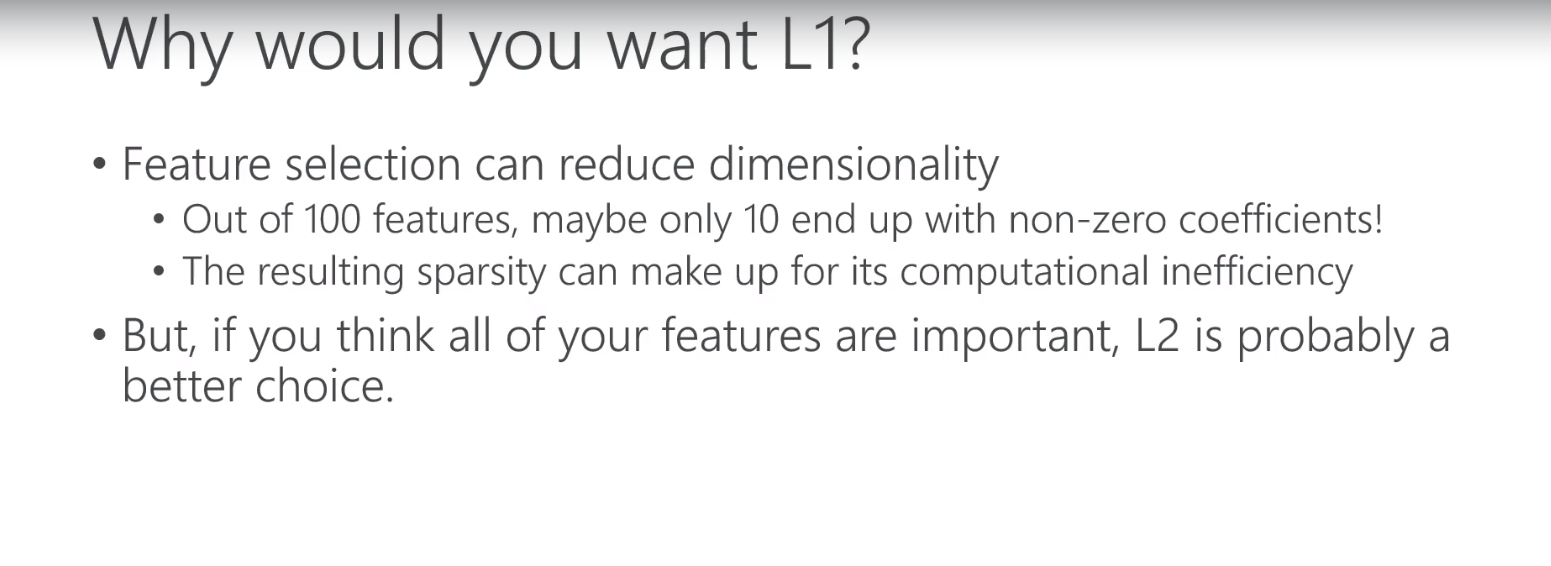 Why would you want L1?
• Feature selection can reduce dimensionality
• Out of 100 features, maybe only 10 end up with non-zero coefficients!
• The resulting sparsity can make up for its computational inefficiency
• But, if you think all of your features are important, L2 is probably a
better choice.